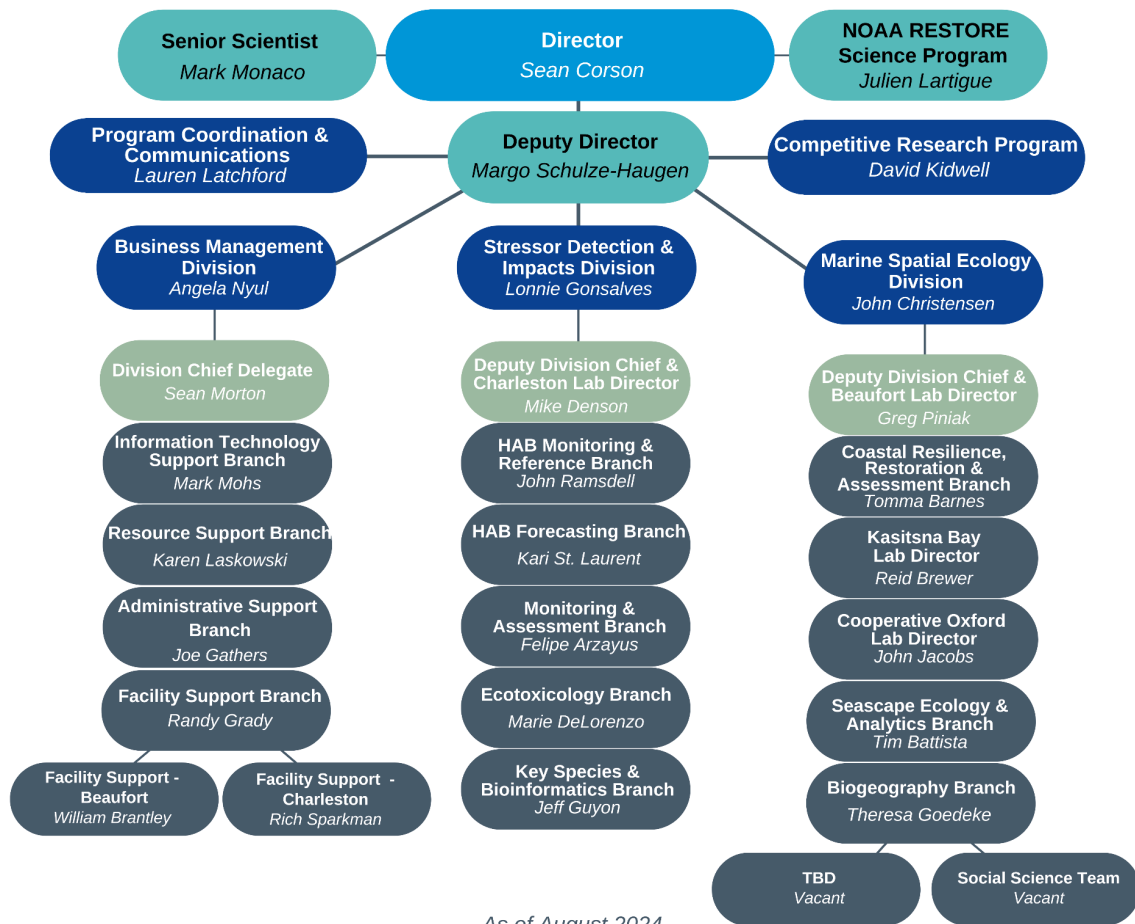 Senior Scientist
Mark Monaco
Director
Sean Corson
NOAA RESTORE
Science Program
Julien Lartigue
Program Coordination &
Communications
Lauren Latchford
Deputy Director
Margo Schulze-Haugen
Competitive Research Program
David Kidwell
Business Management
Division
Angela Nyul
Stressor Detection &
Impacts Division
Lonnie Gonsalves
Marine Spatial Ecology
Division
John Christensen
Division Chief Delegate
Sean Morton
Information Technology
Support Branch
Mark Mohs
Resource Support Branch
Karen Laskowski
Administrative Support
Branch
Joe Gathers
Facility Support Branch
Randy Grady
Facility Support -
Beaufort
William Brantley
Facility Support -
Charleston
Rich Sparkman
Deputy Division Chief &
Charleston Lab Director
Mike Denson
HAB Monitoring &
Reference Branch
John Ramsdell
HAB Forecasting Branch
Kari St. Laurent
Monitoring &
Assessment Branch
Felipe Arzayus
Ecotoxicology Branch
Marie DeLorenzo
Key Species &
Bioinformatics Branch
Jeff Guyon
Deputy Division Chief &
Beaufort Lab Director
Greg Piniak
Coastal Resilience,
Restoration &
Assessment Branch
Tomma Barnes
Kasitsna Bay
Lab Director
Reid Brewer
Cooperative Oxford
Lab Director
John Jacobs
Seascape Ecology &
Analytics Branch
Tim Battista
Biogeography Branch
Theresa Goedeke
TBD
Vacant
Social Science Team
Vacant
As of August 2024